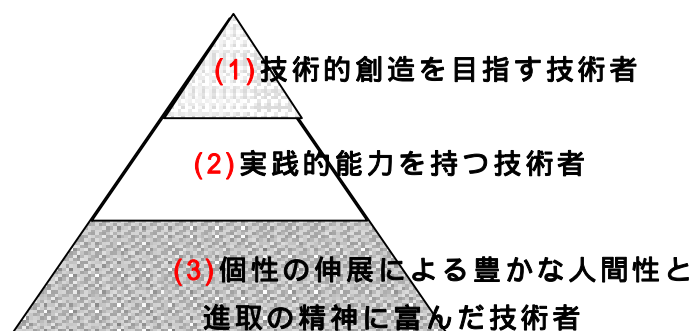 (1)技術的創造を目指す技術者
(2)実践的能力を持つ技術者
(3)個性の伸展による豊かな人間性と
進取の精神に富んだ技術者